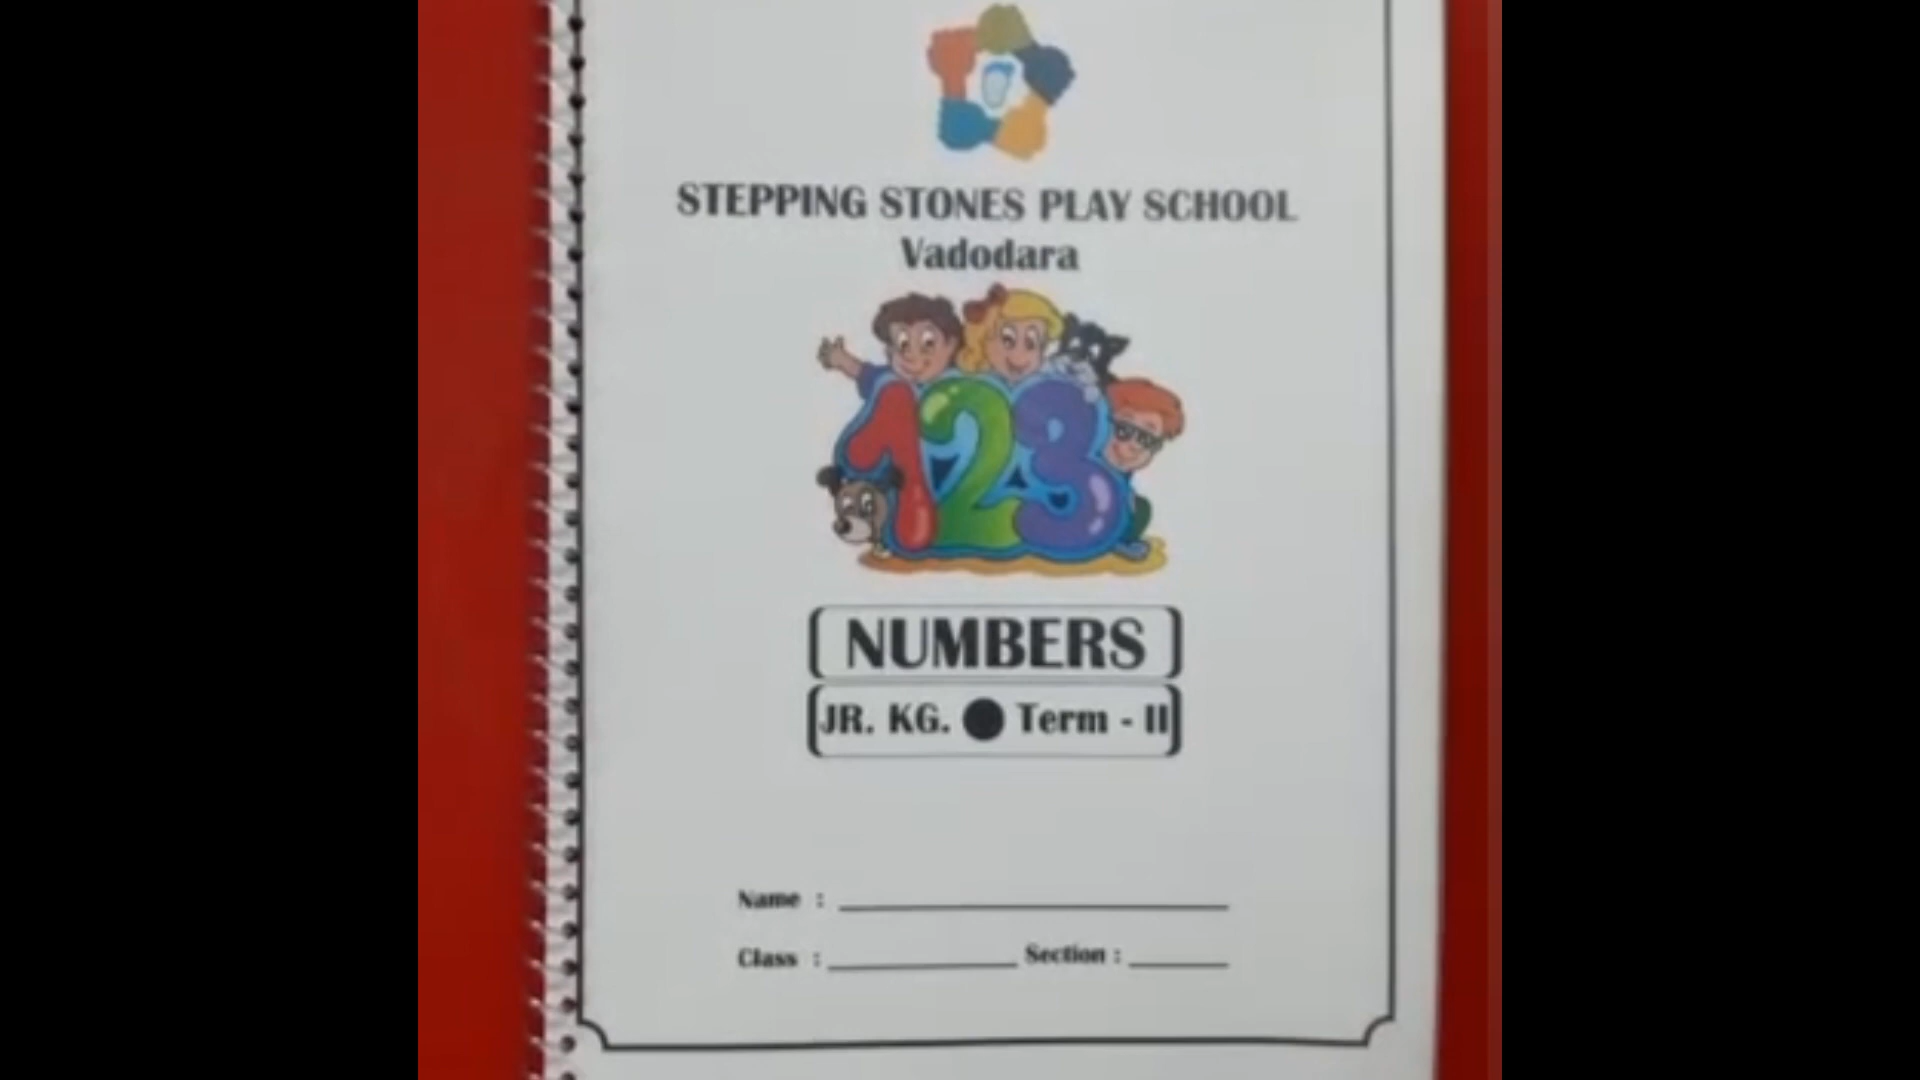 STEPPING STONES PLAY SCHOOL
Vadodara
123
NUMBERS
JR. KG. ● Term - II
Name :
Class : Section :